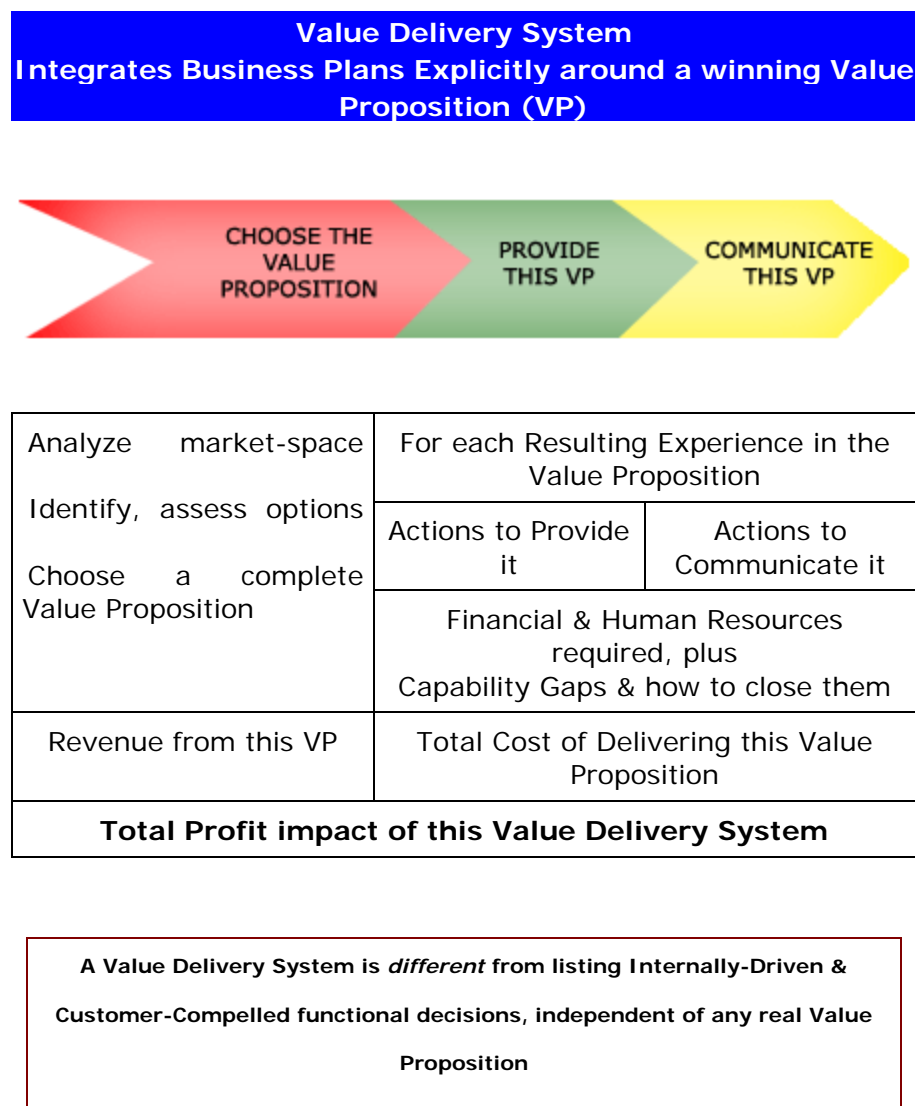 Value Delivery System
Integrates Business Plans Explicitly around a winning Value
Proposition (VP)
CHOOSE THE
VALUE
PROPOSITION
PROVIDE
THIS VP
COMMUNICATE
THIS VP
Analyze market-space
Identify, assess options
Choose a complete
Value Proposition
For each Resulting Experience in the
Value Proposition
Actions to Provide
it
Actions to
Communicate it
Financial & Human Resources
required, plus
Capability Gaps & how to close them
Revenue from this VP
Total Cost of Delivering this Value
Proposition
Total Profit impact of this Value Delivery System
A Value Delivery System is different from listing Internally-Driven &
Customer-Compelled functional decisions, independent of any real Value
Proposition